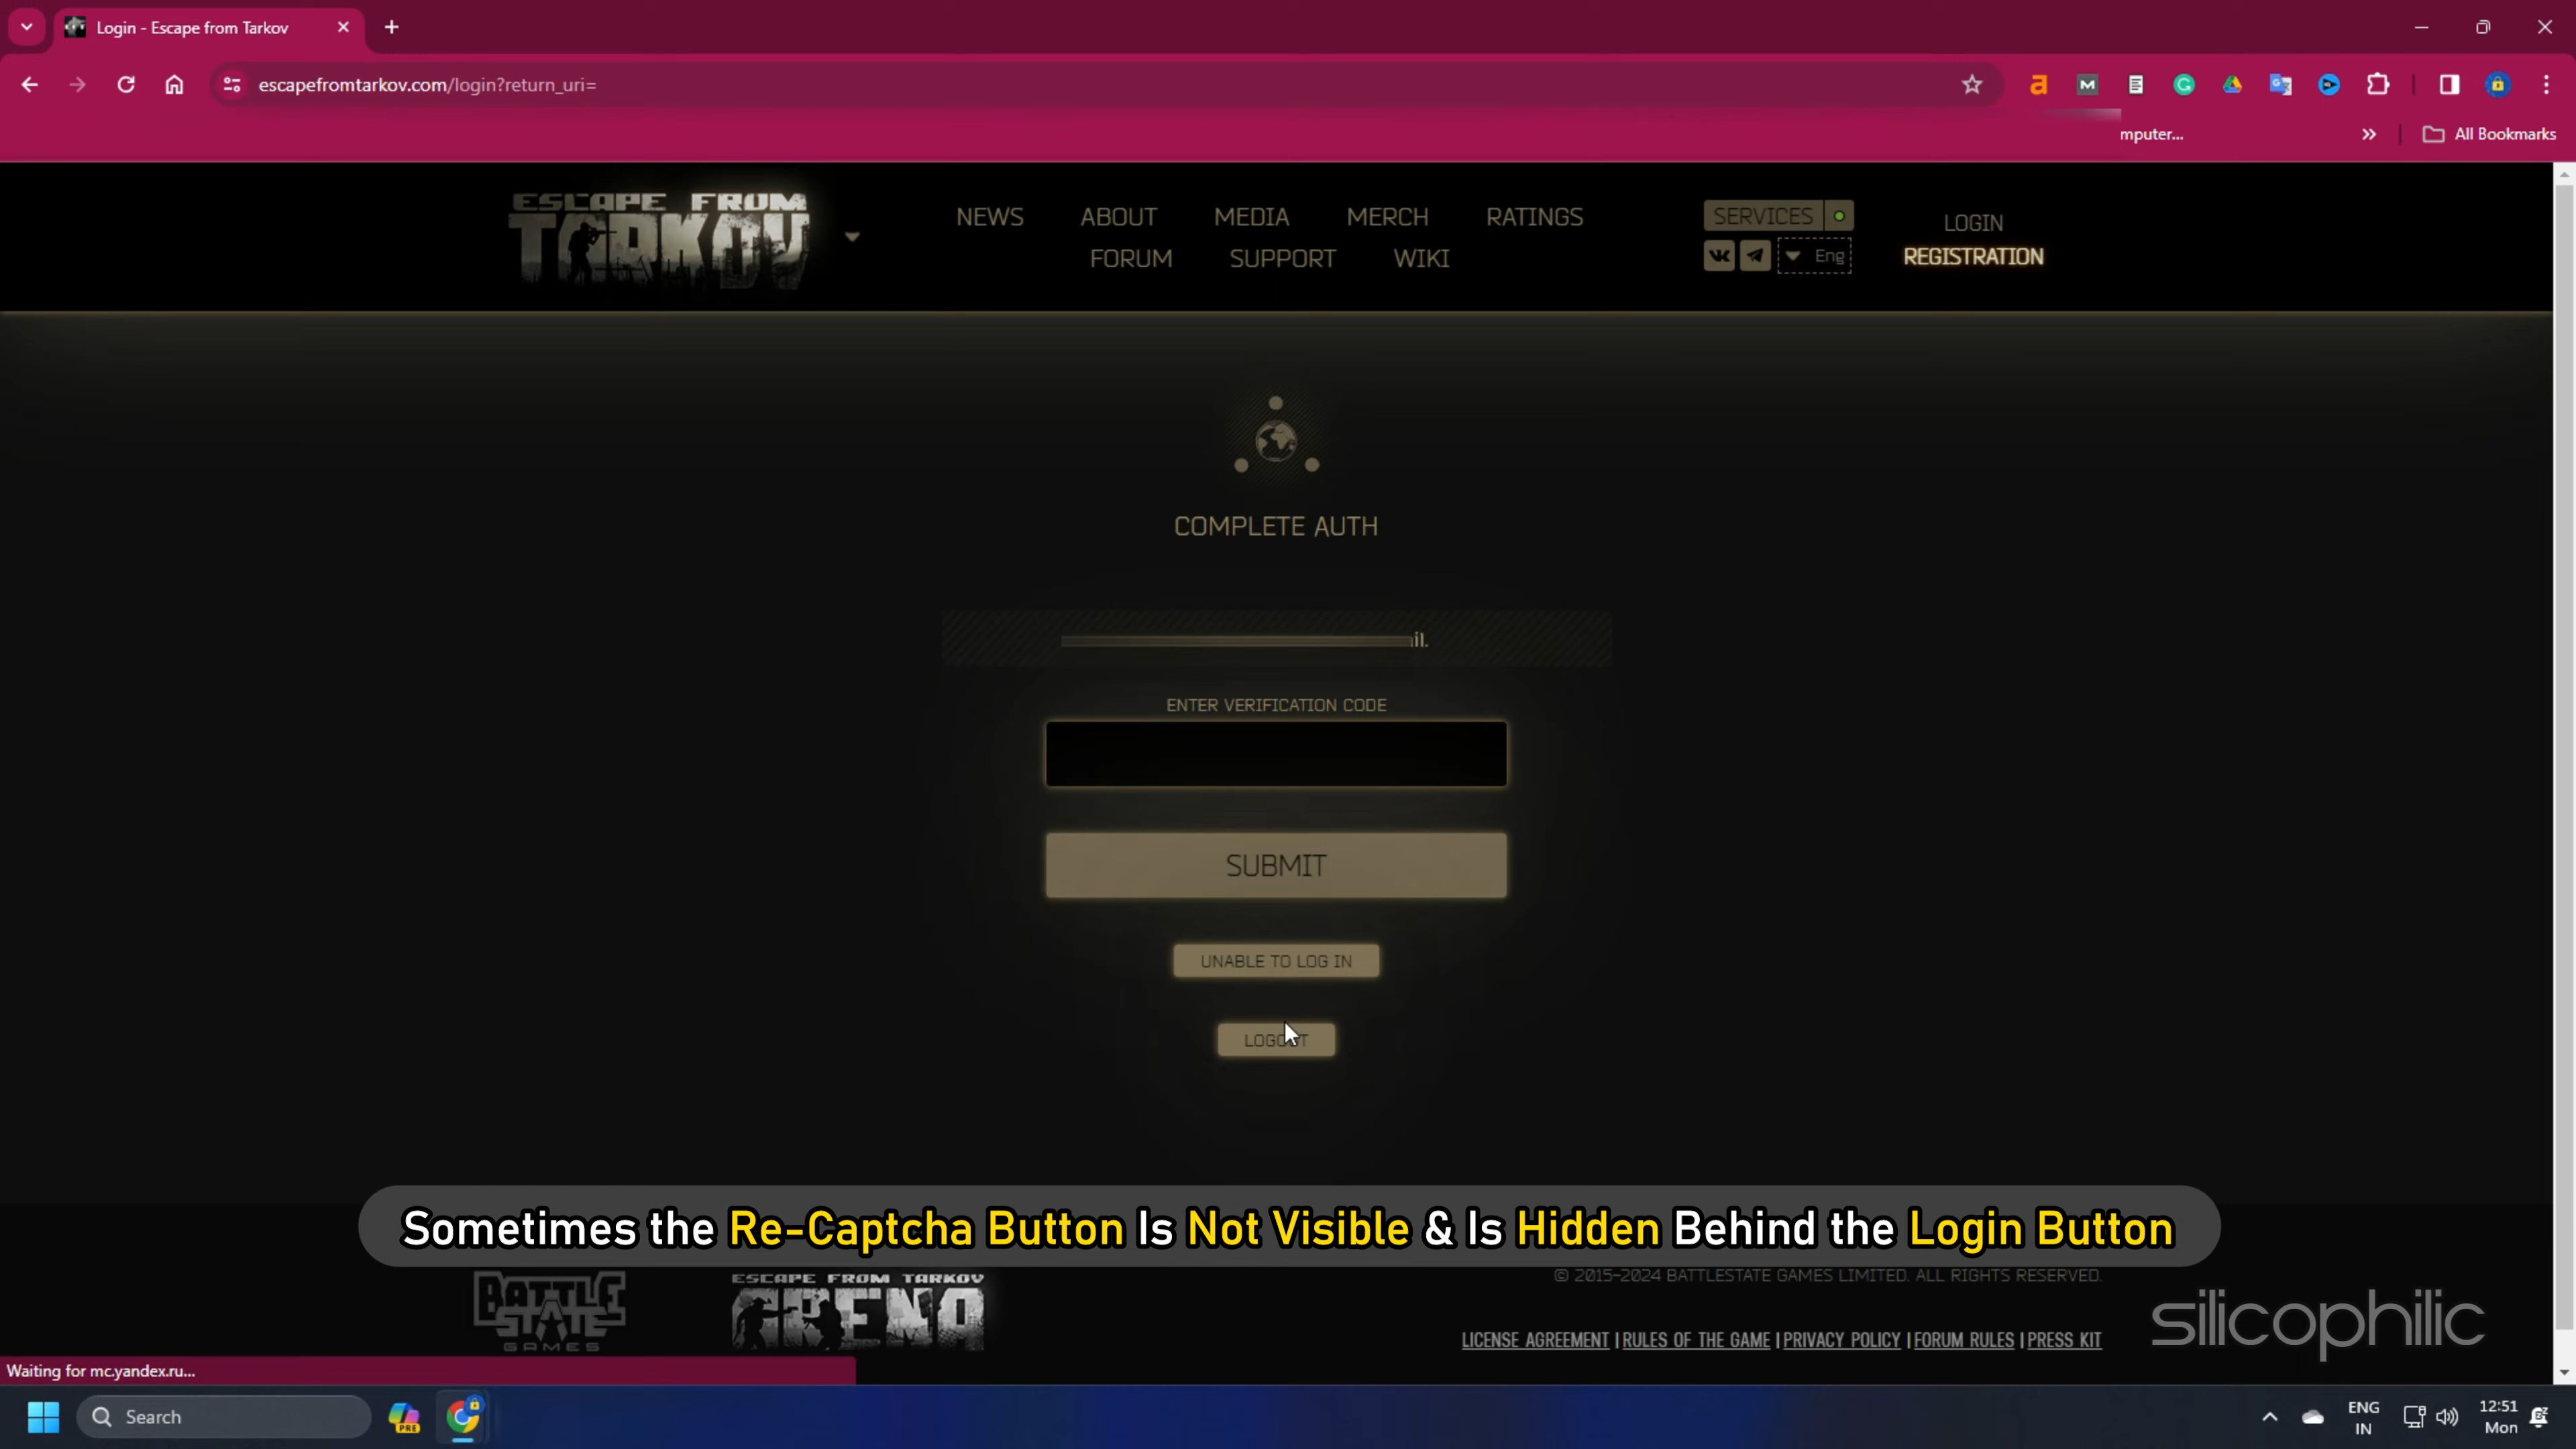 Login - Escape from Tarkov
escapefromtarkov.com/login?return_uri=
mputer...
All Bookmarks
ESCAPE FROM
TARKOV
NEWS ABOUT MEDIA MERCH RATINGS
FORUM SUPPORT WIKI
SERVICES
Eng
LOGIN
REGISTRATION
COMPLETE AUTH
il.
ENTER VERIFICATION CODE
SUBMIT
UNABLE TO LOG IN
LOGOUT
Sometimes the Re-Captcha Button Is Not Visible & Is Hidden Behind the Login Button
BATTLE
STATE
GAMES
ESCAPE FROM TARKOV
ARENA
© 2015-2024 BATTLESTATE GAMES LIMITED. ALL RIGHTS RESERVED.
LICENSE AGREEMENT | RULES OF THE GAME | PRIVACY POLICY | FORUM RULES | PRESS KIT
silicophilic
Waiting for mc.yandex.ru...
Search
PRE
ENG
IN
12:51
Mon